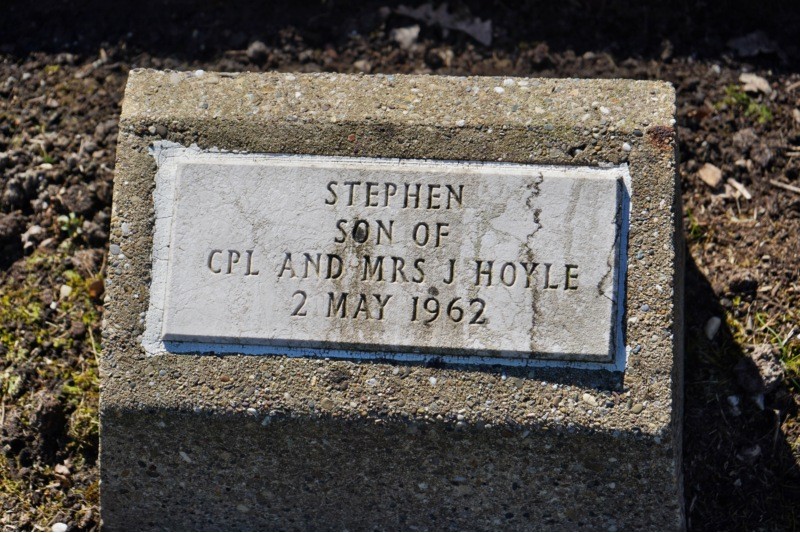 STEPHEN
SON OF
CPL AND MRS J HOYLE
2 MAY 1962